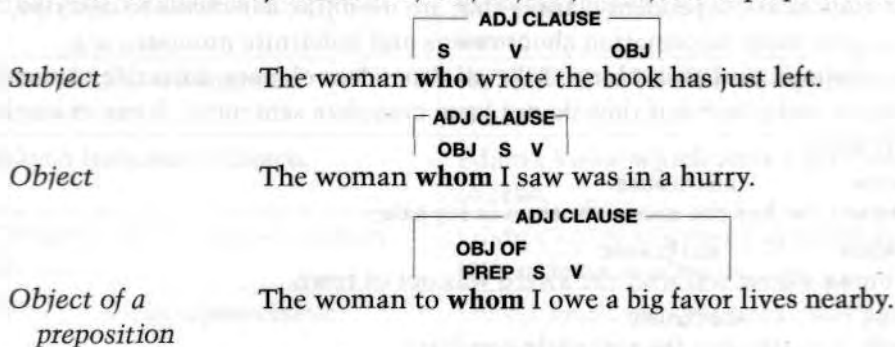 ADJ CLAUSE
S V OBJ
Subject The woman who wrote the book has just left.
ADJ CLAUSE
OBJ S V
Object The woman whom I saw was in a hurry.
ADJ CLAUSE
OBJ OF
PREP S V
Object of a The woman to whom I owe a big favor lives nearby.
preposition